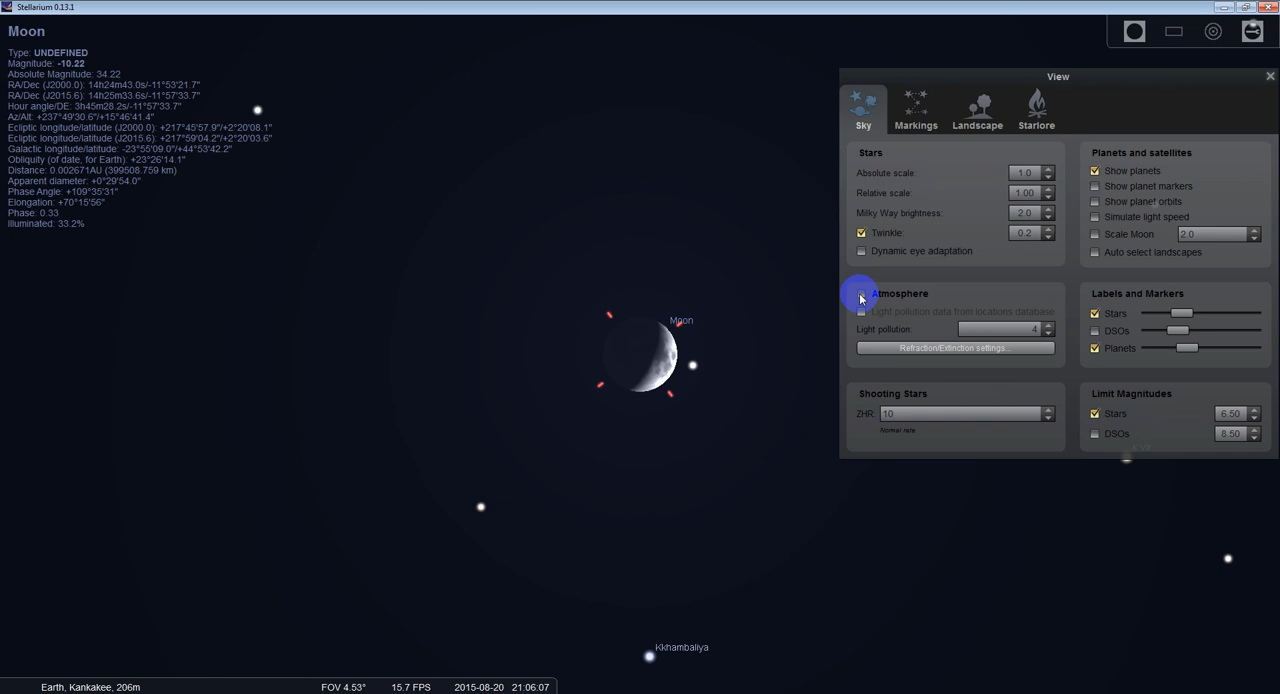 Stellarium 0.13.1
Moon
Type: UNDEFINED
Magnitude: -10.22
Absolute Magnitude: 34.22
RA/Dec (J2000.0): 14h24m43.0s/-11°53'21.7"
RA/Dec (J2015.6): 14h25m33.6s/-11°57'33.7"
Hour angle/DE: 3h45m28.2s/-11°57'33.7"
Az/Alt: +237°49'30.6"/+15°46'41.4"
Ecliptic longitude/latitude (J2000.0): +217°45'57.9"/+2°20'08.1"
Ecliptic longitude/latitude (J2015.6): +217°59'04.2"/+2°20'03.6"
Galactic longitude/latitude: -23°55'09.0"/+44°53'42.2"
Obliquity (of date, for Earth): +23°26'14.1"
Distance: 0.002671AU (399508.759 km)
Apparent diameter: +0°29'54.0"
Phase Angle: +109°35'31"
Elongation: +70°15'56"
Phase: 0.33
Illuminated: 33.2%
View
Sky
Markings
Landscape
Starlore
Stars
Absolute scale: 1.0
Relative scale: 1.00
Milky Way brightness: 2.0
Twinkle: 0.2
Dynamic eye adaptation
Planets and satellites
Show planets
Show planet markers
Show planet orbits
Simulate light speed
Scale Moon 2.0
Auto select landscapes
Atmosphere
Light pollution data from locations database
Light pollution: 4
Refraction/Extinction settings...
Labels and Markers
Stars
DSOs
Planets
Shooting Stars
ZHR: 10
Normal rate
Limit Magnitudes
Stars 6.50
DSOs 8.50
Moon
Kkhambaliya
Earth, Kankakee, 206m
FOV 4.53°
15.7 FPS
2015-08-20 21:06:07